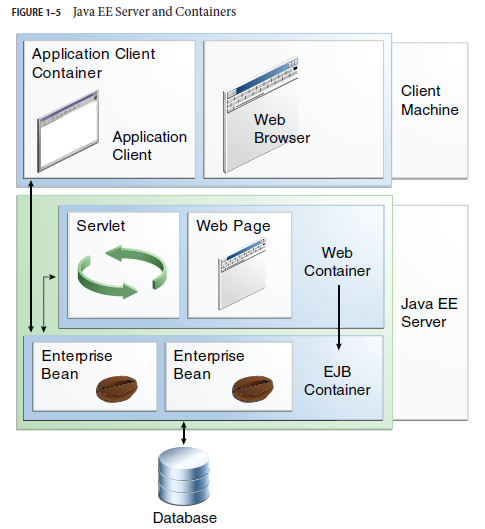 FIGURE 1–5 Java EE Server and Containers
Application Client
Container
Application
Client
Web
Browser
Client
Machine
Servlet
Web Page
Web
Container
Java EE
Server
Enterprise
Bean
Enterprise
Bean
EJB
Container
Database